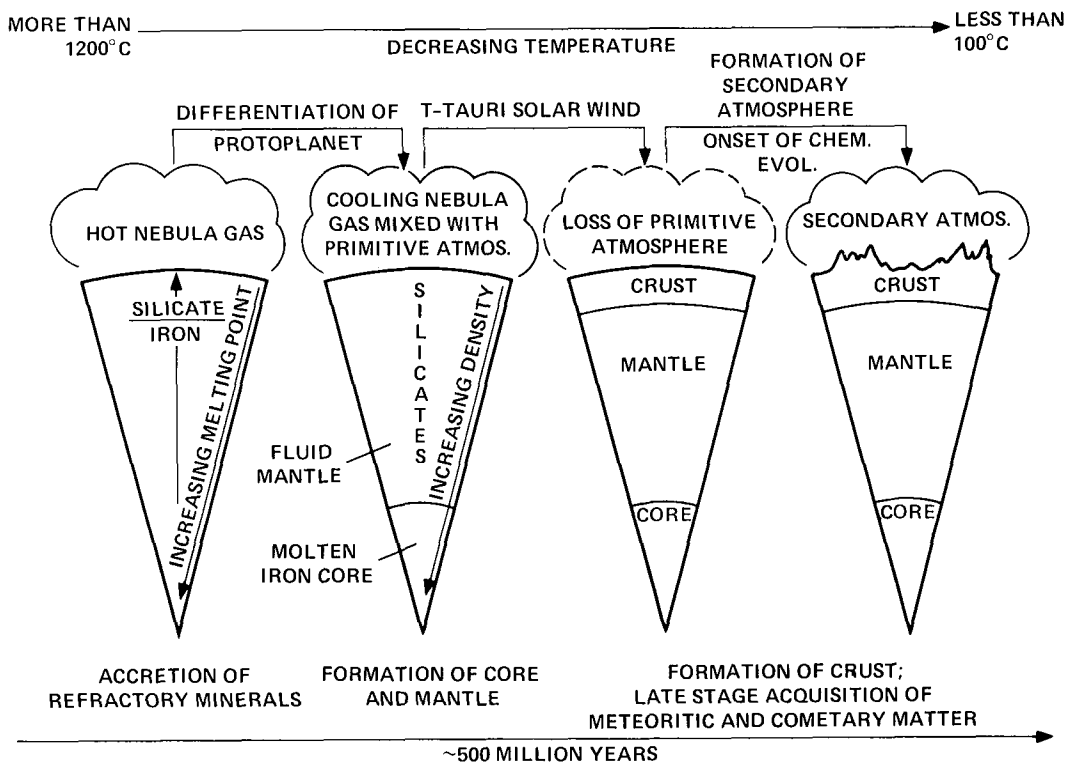 MORE THAN
1200°C
DECREASING TEMPERATURE
LESS THAN
100°C
DIFFERENTIATION OF
PROTOPLANET
T-TAURI SOLAR WIND
FORMATION OF
SECONDARY
ATMOSPHERE
ONSET OF CHEM.
EVOL.
HOT NEBULA GAS
COOLING NEBULA
GAS MIXED WITH
PRIMITIVE ATMOS.
LOSS OF PRIMITIVE
ATMOSPHERE
SECONDARY ATMOS.
SILICATE
IRON
INCREASING MELTING POINT
SILICATES
INCREASING DENSITY
FLUID
MANTLE
MOLTEN
IRON CORE
CRUST
MANTLE
CORE
CRUST
MANTLE
CORE
ACCRETION OF
REFRACTORY MINERALS
FORMATION OF CORE
AND MANTLE
FORMATION OF CRUST;
LATE STAGE ACQUISITION OF
METEORITIC AND COMETARY MATTER
~500 MILLION YEARS